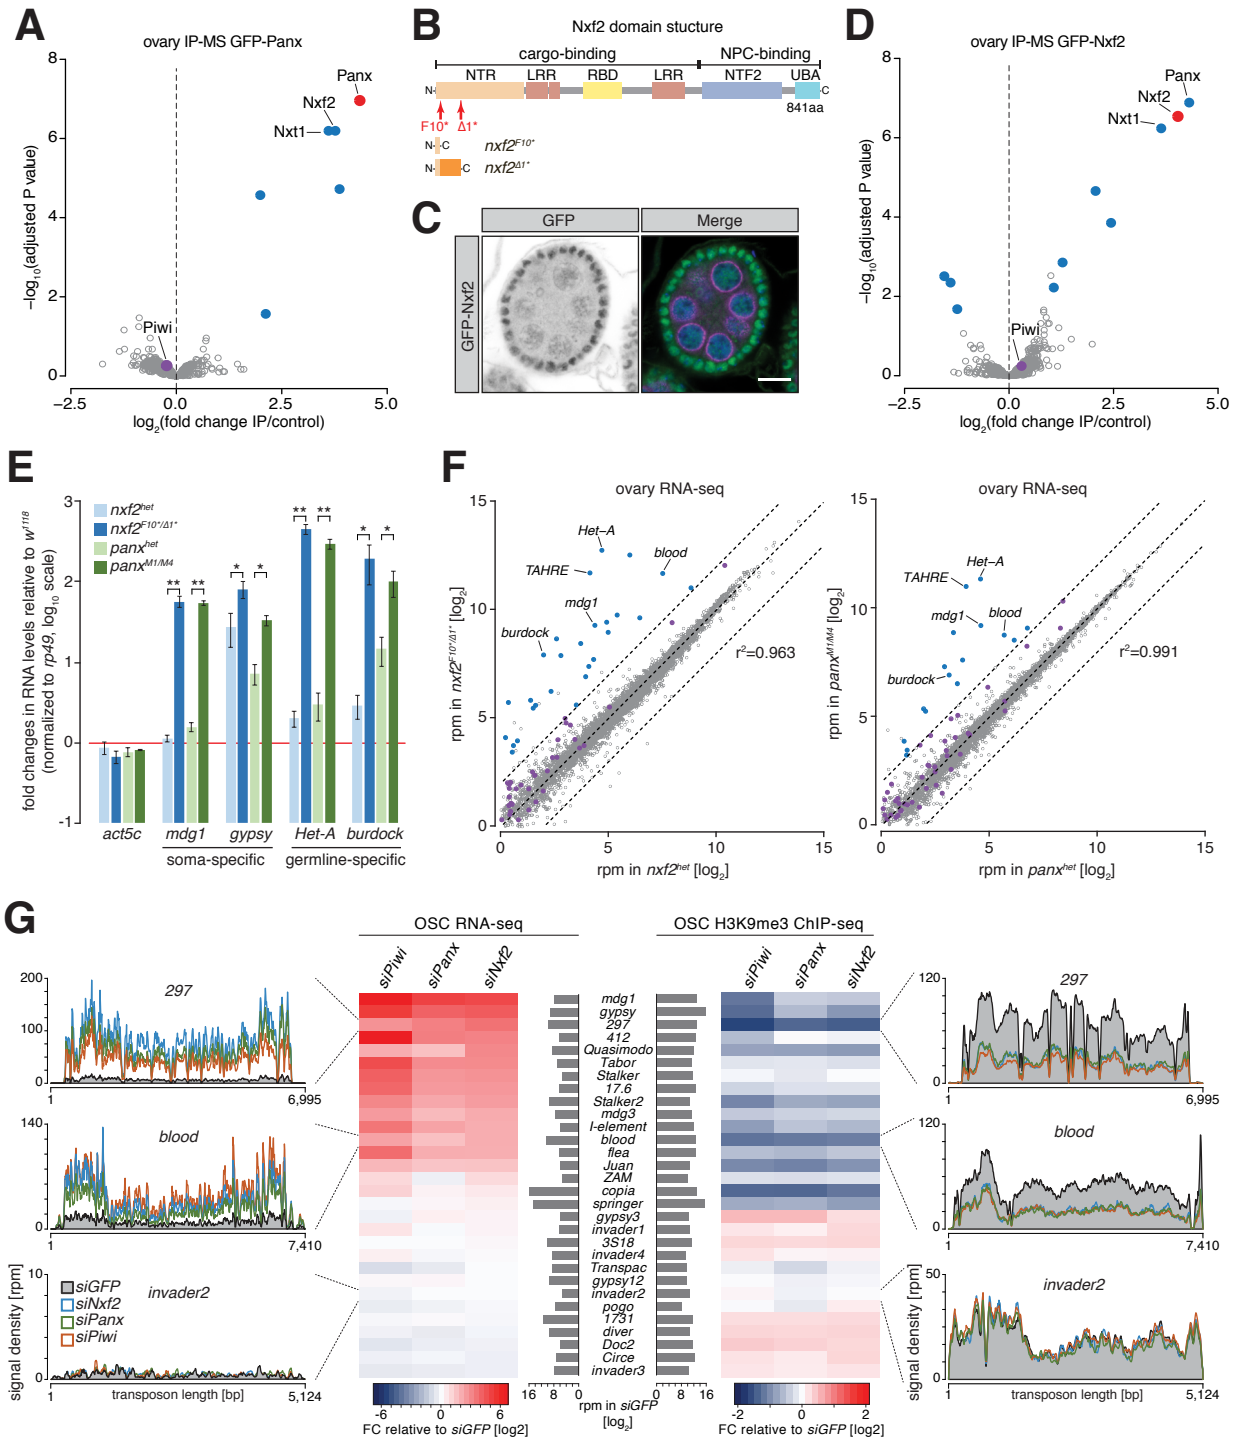 A
ovary IP-MS GFP-Panx
8
6
4
2
0
−log10(adjusted P value)
Panx
Nxf2
Nxt1
Piwi
−2.5
0.0
2.5
5.0
log2(fold change IP/control)
B
Nxf2 domain stucture
cargo-binding
NPC-binding
NTR
LRR
RBD
LRR
NTF2
UBA
N
C
841aa
F10*
Δ1*
N
C
nxf2F10*
N
C
nxf2Δ1*
C
GFP
Merge
GFP-Nxf2
D
ovary IP-MS GFP-Nxf2
8
6
4
2
0
−log10(adjusted P value)
Panx
Nxf2
Nxt1
Piwi
−2.5
0.0
2.5
5.0
log2(fold change IP/control)
E
fold changes in RNA levels relative to w1118
(normalized to rp49, log10 scale)
3
2
1
0
-1
nxf2het
nxf2F10*/Δ1*
panxhet
panxM1/M4
**
**
*
*
**
**
*
*
act5c
mdg1
gypsy
Het-A
burdock
soma-specific
germline-specific
F
ovary RNA-seq
15
10
5
0
rpm in nxf2F10*/Δ1* [log2]
Het-A
blood
TAHRE
mdg1
burdock
r2=0.963
0
5
10
15
rpm in nxf2het [log2]
ovary RNA-seq
15
10
5
0
rpm in panxM1/M4 [log2]
Het-A
TAHRE
mdg1
blood
burdock
r2=0.991
0
5
10
15
rpm in panxhet [log2]
G
OSC RNA-seq
OSC H3K9me3 ChIP-seq
siPiwi
siPanx
siNxf2
siPiwi
siPanx
siNxf2
200
100
0
297
1
6,995
140
0
blood
1
7,410
10
0
invader2
siGFP
siNxf2
siPanx
siPiwi
signal density [rpm]
1
transposon length [bp]
5,124
mdg1
gypsy
297
412
Quasimodo
Tabor
Stalker
17.6
Stalker2
mdg3
I-element
blood
flea
Juan
ZAM
copia
springer
gypsy3
invader1
3S18
invader4
Transpac
gypsy12
invader2
pogo
1731
diver
Doc2
Circe
invader3
-6
0
6
FC relative to siGFP [log2]
16
8
0
0
8
16
rpm in siGFP
[log2]
-2
0
2
FC relative to siGFP [log2]
120
0
297
1
6,995
120
0
blood
1
7,410
50
0
invader2
signal density [rpm]
1
transposon length [bp]
5,124